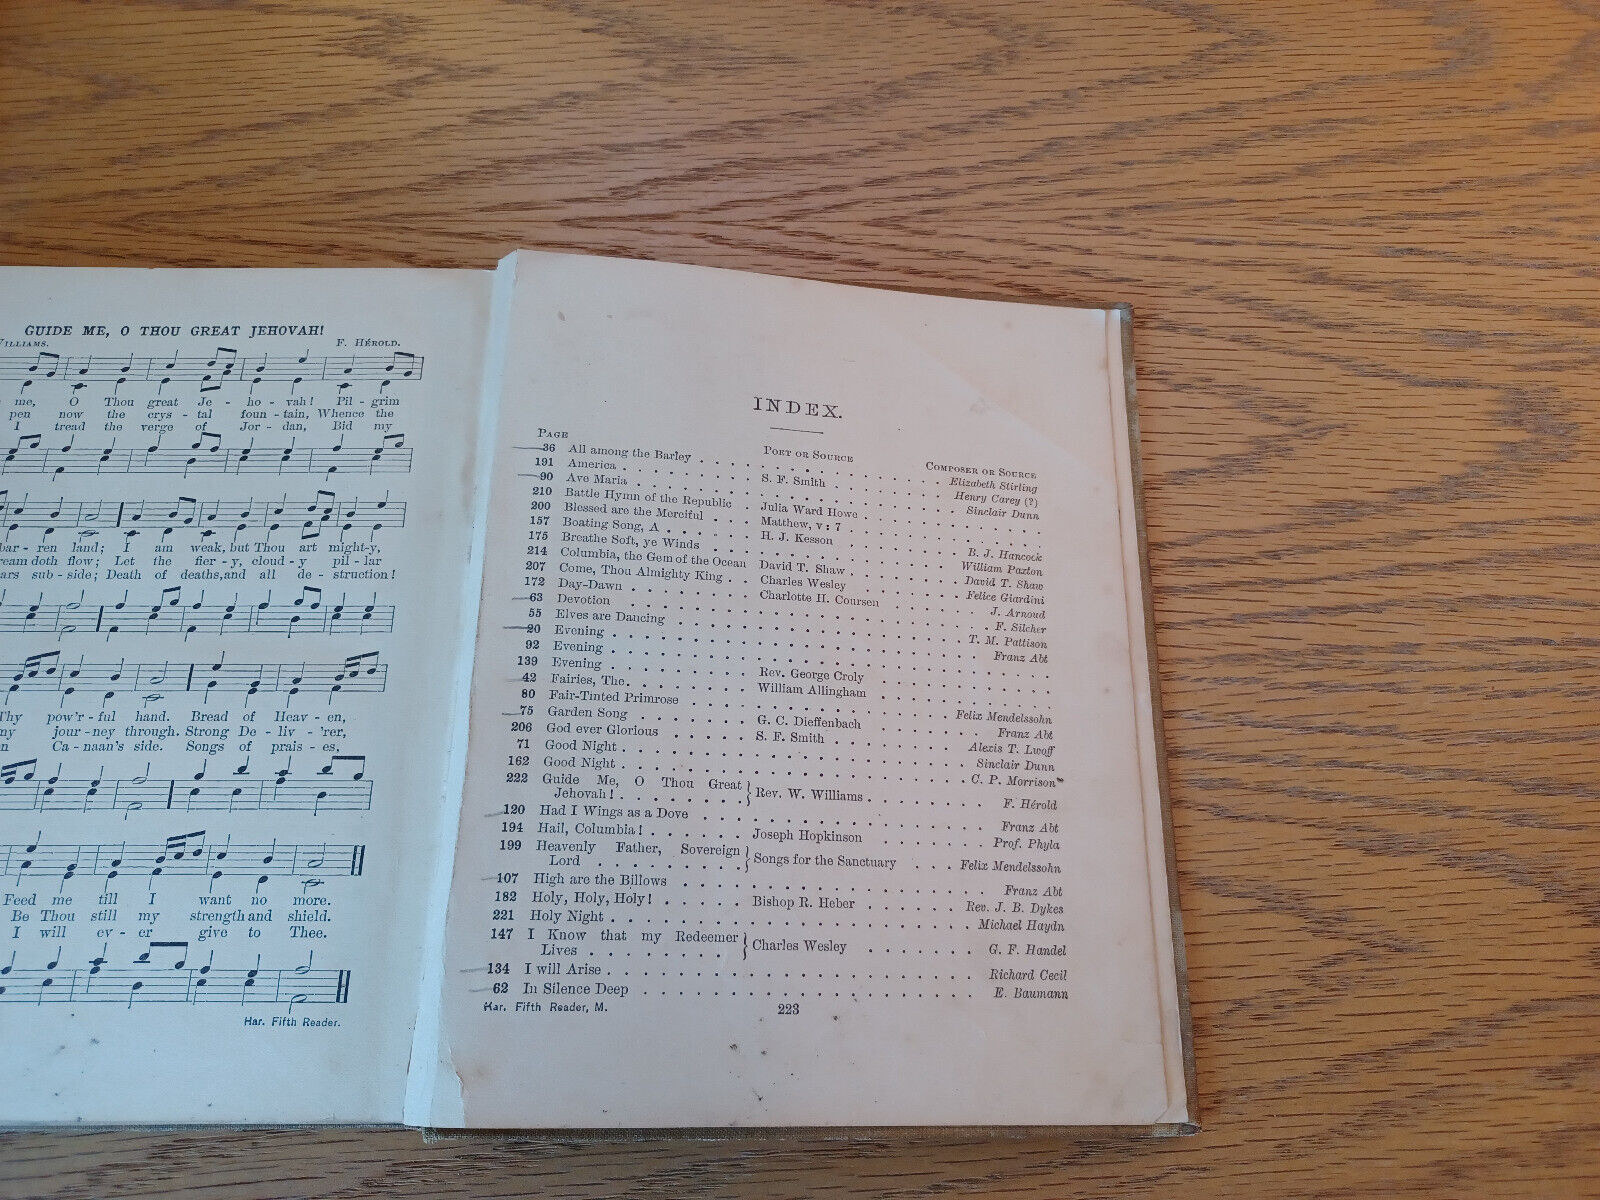 GUIDE ME, O THOU GREAT JEHOVAH!
WILLIAMS. F. HÉROLD.
me, O Thou great Je - ho - vah! Pil - grim
pen now the crys - tal foun - tain, Whence the
I tread the verge of Jor - dan, Bid my
bar - ren land; I am weak, but Thou art might-y,
ream doth flow; Let the fier - y, cloud - y pil - lar
ars sub - side; Death of deaths, and all de - struction!
Thy pow'r - ful hand. Bread of Heav - en,
my jour - ney through. Strong De - liv - 'rer,
n Ca - naan's side. Songs of prais - es,
Feed me till I want no more.
Be Thou still my strength and shield.
I will ev - er give to Thee.
Har. Fifth Reader.
INDEX.
PAGE POET OR SOURCE COMPOSER OR SOURCE
36 All among the Barley Elizabeth Stirling
191 America S. F. Smith Henry Carey (?)
90 Ave Maria Sinclair Dunn
210 Battle Hymn of the Republic Julia Ward Howe
200 Blessed are the Merciful Matthew, v: 7
157 Boating Song, A H. J. Kesson B. J. Hancock
175 Breathe Soft, ye Winds William Paxton
214 Columbia, the Gem of the Ocean David T. Shaw David T. Shaw
207 Come, Thou Almighty King Charles Wesley Felice Giardini
172 Day-Dawn Charlotte H. Coursen J. Arnoud
63 Devotion F. Silcher
55 Elves are Dancing T. M. Pattison
20 Evening Franz Abt
92 Evening
139 Evening Rev. George Croly
42 Fairies, The William Allingham
80 Fair-Tinted Primrose Felix Mendelssohn
75 Garden Song G. C. Dieffenbach Franz Abt
206 God ever Glorious S. F. Smith Alexis T. Lwoff
71 Good Night Sinclair Dunn
162 Good Night C. P. Morrison
222 Guide Me, O Thou Great
Jehovah! Rev. W. Williams F. Hérold
120 Had I Wings as a Dove Franz Abt
194 Hail, Columbia! Joseph Hopkinson Prof. Phyla
199 Heavenly Father, Sovereign
Lord Songs for the Sanctuary Felix Mendelssohn
107 High are the Billows Franz Abt
182 Holy, Holy, Holy! Bishop R. Heber Rev. J. B. Dykes
221 Holy Night Michael Haydn
147 I Know that my Redeemer
Lives Charles Wesley G. F. Handel
134 I will Arise Richard Cecil
62 In Silence Deep E. Baumann
Har. Fifth Reader, M. 223